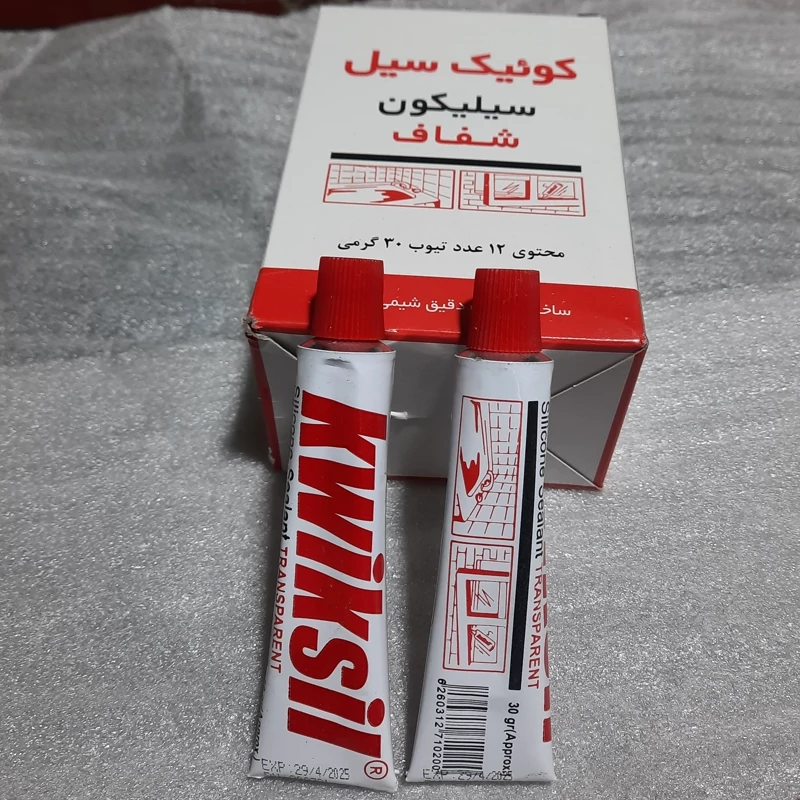 کوئیک سیل
سیلیکون
شفاف
محتوی ۱۲ عدد تیوب ۳۰ گرمی
دقیق شیمی
kwiksil®
Silicone Sealant TRANSPARENT
EXP : 29/4/2025
Silicone Sealant TRANSPARENT
30 gr(Approx
6260312710200
EXP : 29/4/2025